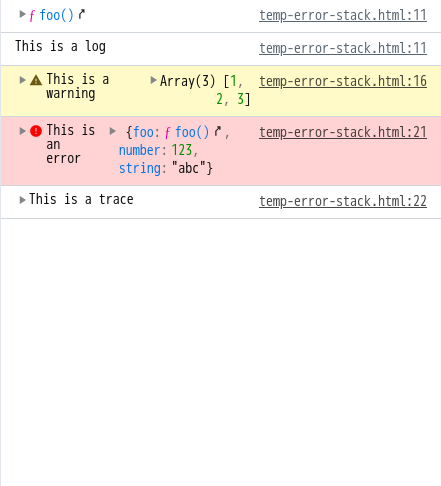 ƒ foo() temp-error-stack.html:11
This is a log temp-error-stack.html:11
This is a Array(3) [1, temp-error-stack.html:16
warning 2, 3]
This is {foo: ƒ foo() , temp-error-stack.html:21
an number: 123,
error string: "abc"}
This is a trace temp-error-stack.html:22